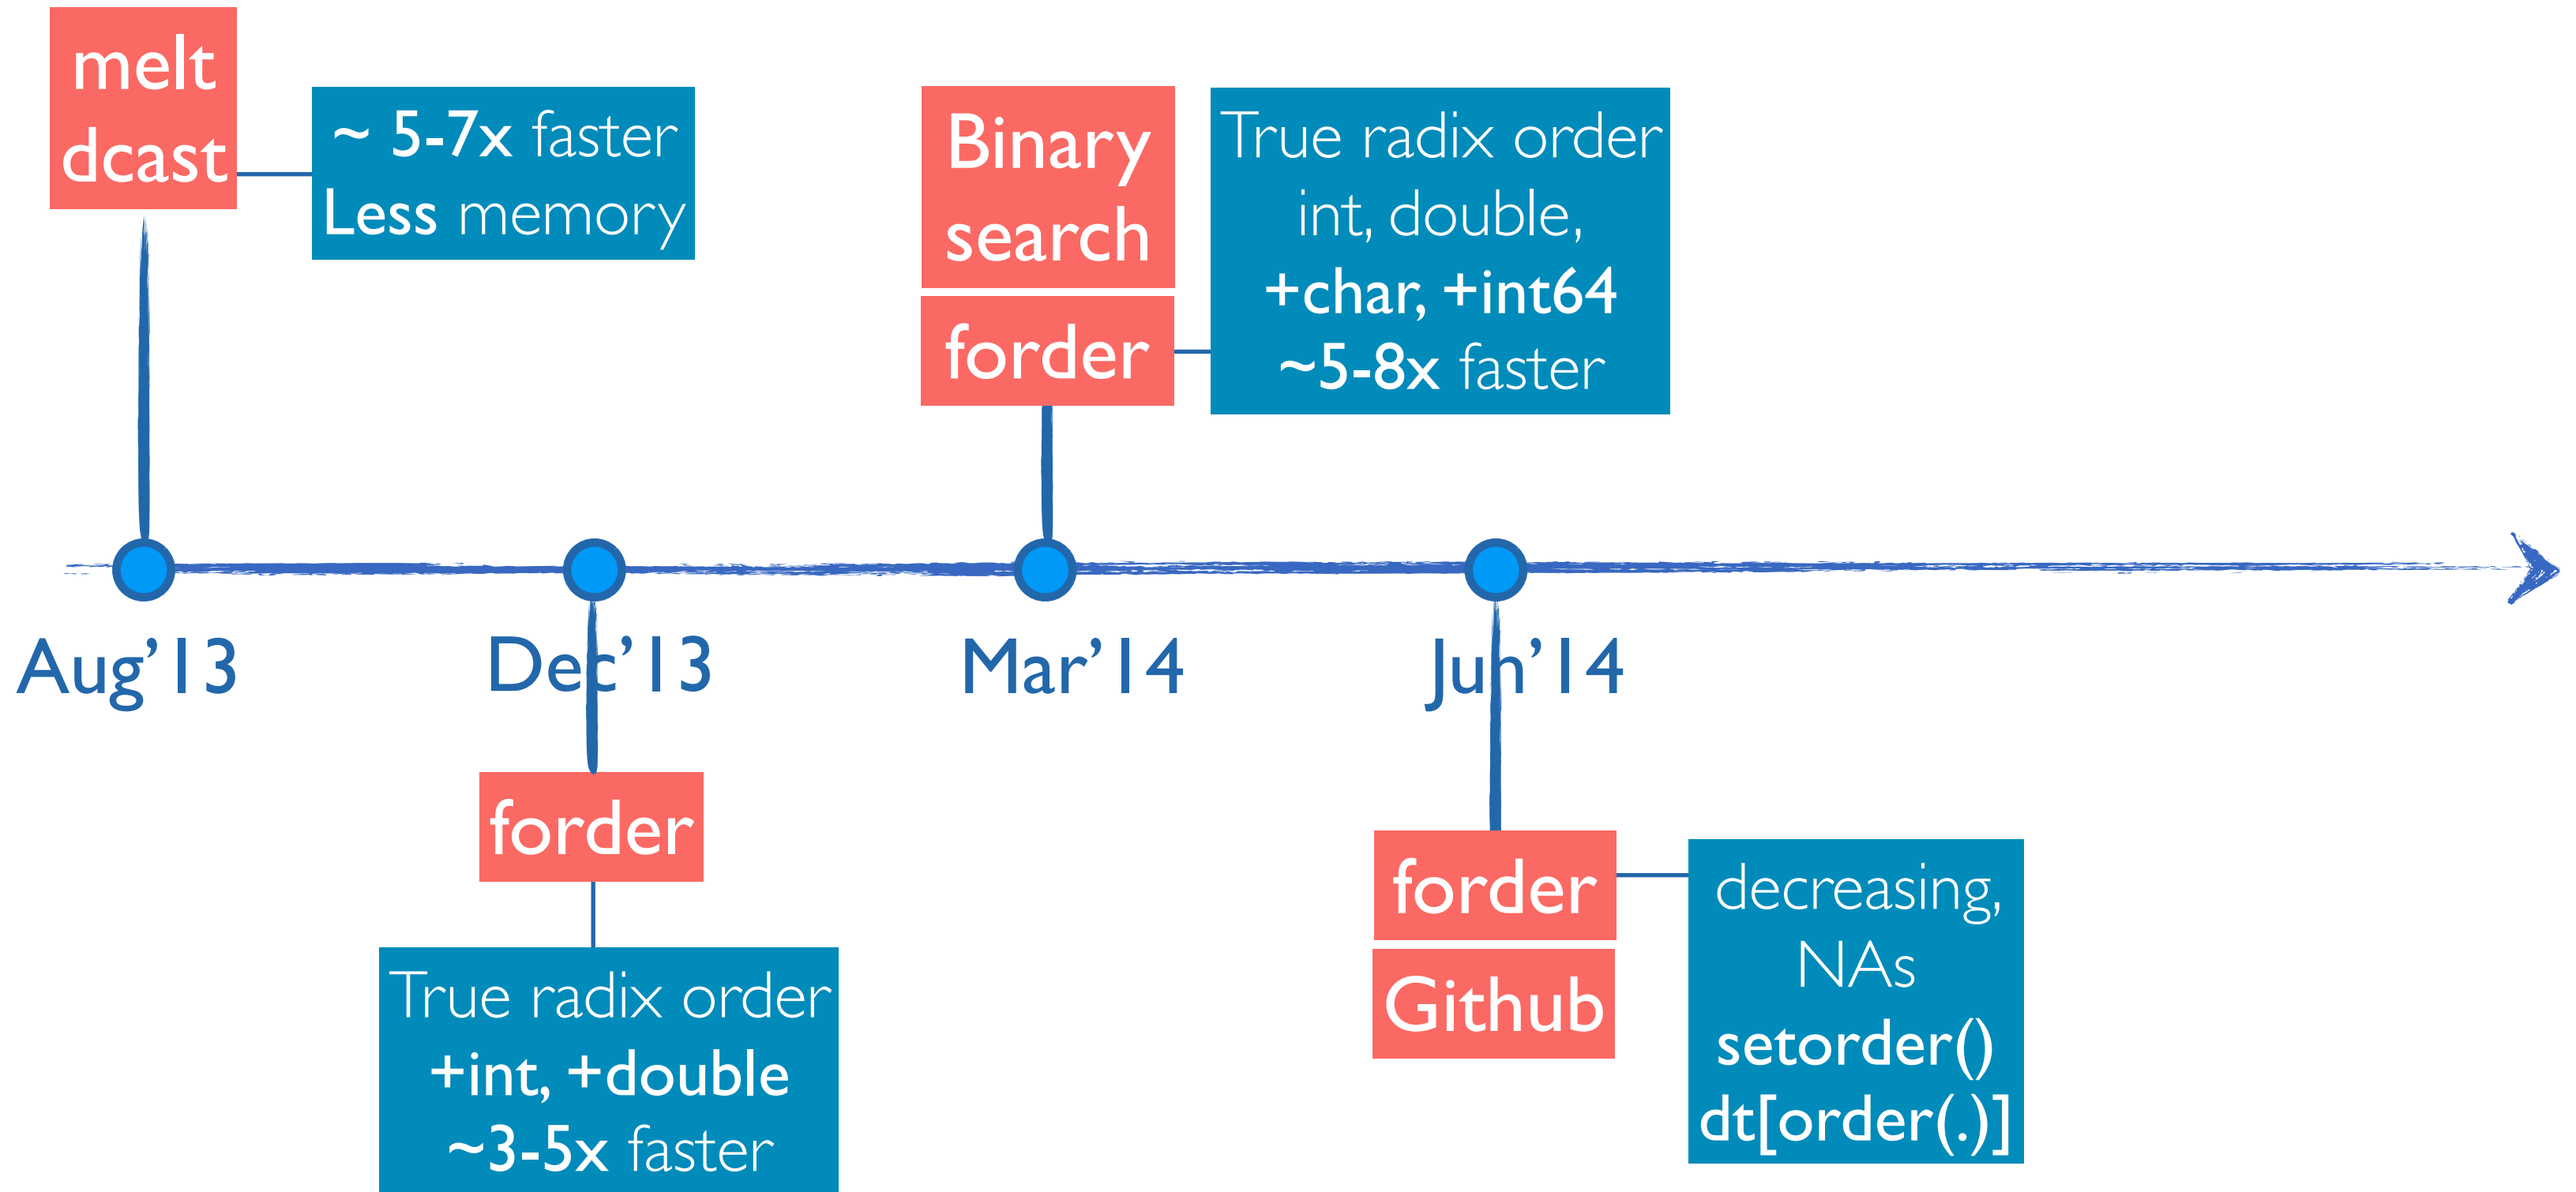 melt
dcast
~ 5-7x faster
Less memory
Binary
search
forder
True radix order
int, double,
+char, +int64
~5-8x faster
Aug’13
Dec’13
Mar’14
Jun’14
forder
True radix order
+int, +double
~3-5x faster
forder
Github
decreasing,
NAs
setorder()
dt[order(.)]